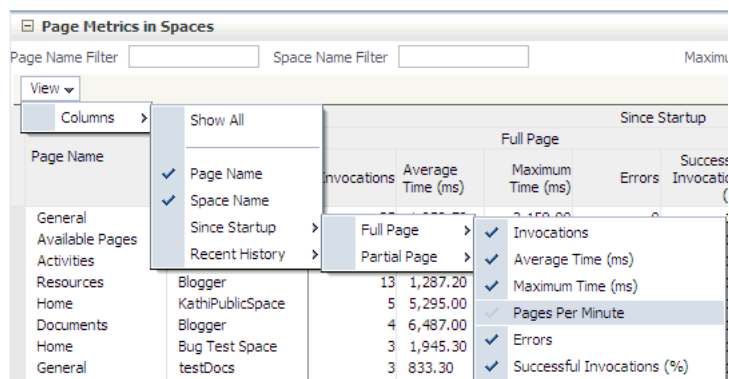 Page Metrics in Spaces
Page Name Filter Space Name Filter
View
Columns
Show All
Page Name
Space Name
Since Startup
Recent History
Full Page
Partial Page
Invocations
Average Time (ms)
Maximum Time (ms)
Pages Per Minute
Errors
Successful Invocations (%)
Since Startup
Full Page
Page Name
Average
Time (ms)
Maximum
Time (ms)
Errors
General
Available Pages
Activities
Resources Blogger 13 1,287.20
Home KathiPublicSpace 5 5,295.00
Documents Blogger 4 6,487.00
Home Bug Test Space 3 1,945.30
General testDocs 3 833.30